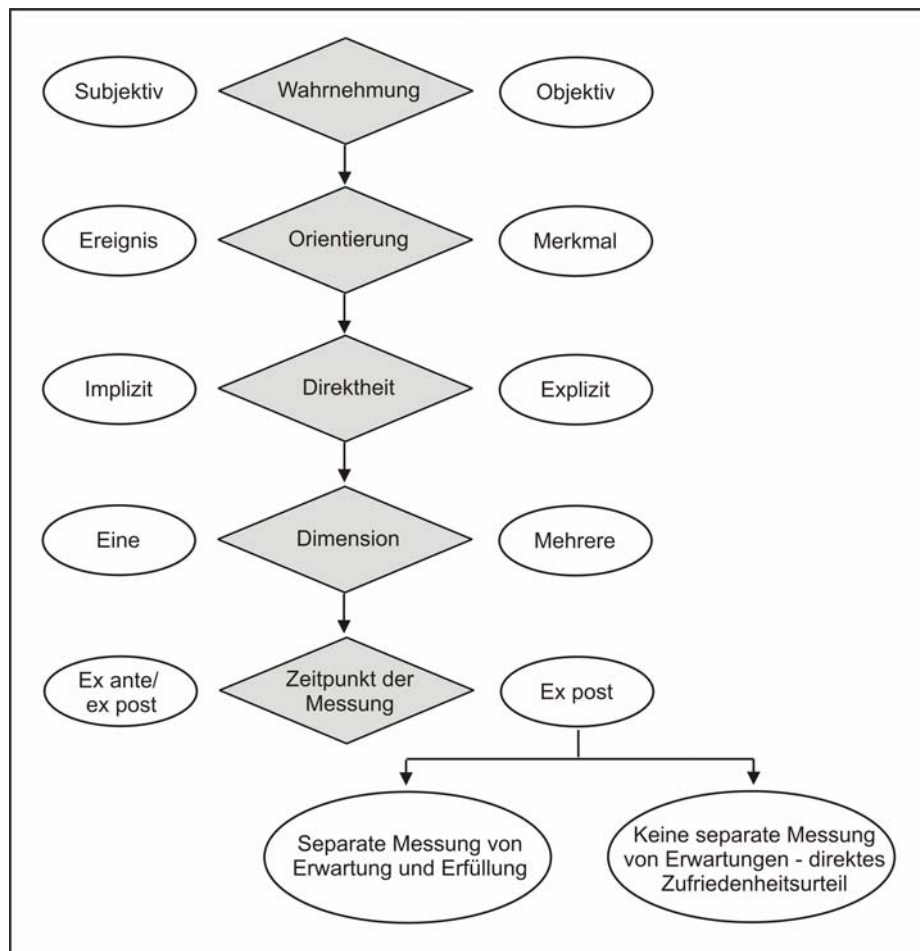 Subjektiv
Wahrnehmung
Objektiv
Ereignis
Orientierung
Merkmal
Implizit
Direktheit
Explizit
Eine
Dimension
Mehrere
Ex ante/
ex post
Zeitpunkt der
Messung
Ex post
Separate Messung von
Erwartung und Erfüllung
Keine separate Messung
von Erwartungen - direktes
Zufriedenheitsurteil